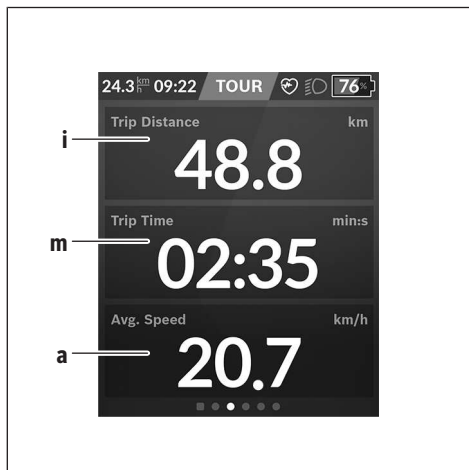 24.3 km/h 09:22 TOUR 76%
Trip Distance km
i
48.8
Trip Time min:s
m
02:35
Avg. Speed km/h
a
20.7